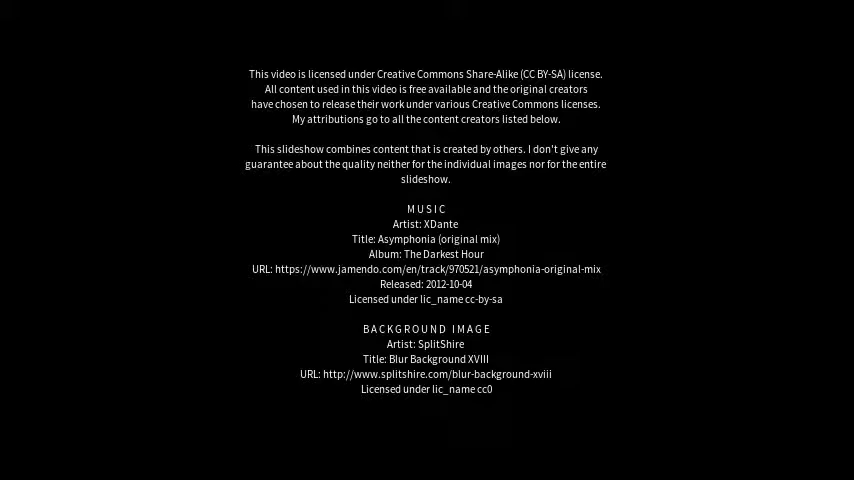 This video is licensed under Creative Commons Share-Alike (CC BY-SA) license.
All content used in this video is free available and the original creators
have chosen to release their work under various Creative Commons licenses.
My attributions go to all the content creators listed below.
This slideshow combines content that is created by others. I don't give any
guarantee about the quality neither for the individual images nor for the entire
slideshow.
MUSIC
Artist: XDante
Title: Asymphonia (original mix)
Album: The Darkest Hour
URL: https://www.jamendo.com/en/track/970521/asymphonia-original-mix
Released: 2012-10-04
Licensed under lic_name cc-by-sa
BACKGROUND IMAGE
Artist: SplitShire
Title: Blur Background XVIII
URL: http://www.splitshire.com/blur-background-xviii
Licensed under lic_name cc0